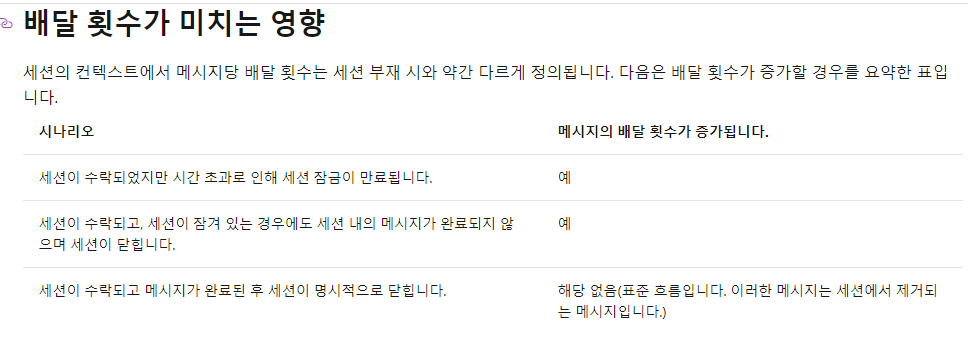 배달 횟수가 미치는 영향
세션의 컨텍스트에서 메시지당 배달 횟수는 세션 부재 시와 약간 다르게 정의됩니다. 다음은 배달 횟수가 증가할 경우를 요약한 표입
니다.
시나리오 메시지의 배달 횟수가 증가됩니다.
세션이 수락되었지만 시간 초과로 인해 세션 잠금이 만료됩니다. 예
세션이 수락되고, 세션이 잠겨 있는 경우에도 세션 내의 메시지가 완료되지 않 예
으며 세션이 닫힙니다.
세션이 수락되고 메시지가 완료된 후 세션이 명시적으로 닫힙니다. 해당 없음(표준 흐름입니다. 이러한 메시지는 세션에서 제거되
는 메시지입니다.)